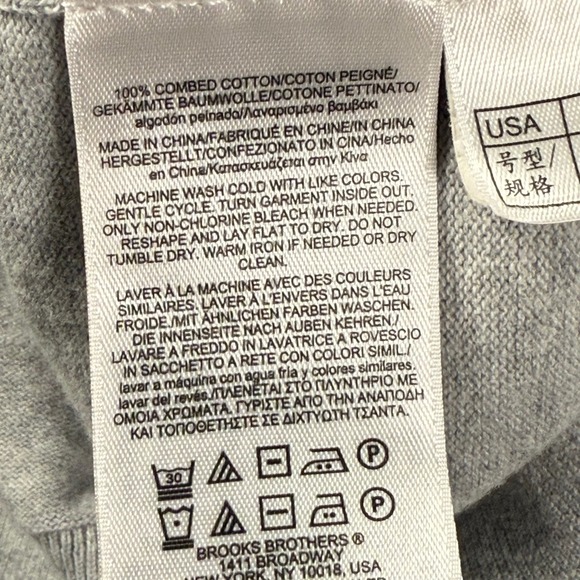 100% COMBED COTTON/COTON PEIGNÉ/
GEKÄMMTE BAUMWOLLE/COTONE PETTINATO/
algodón peinado/Λαναρισμένο βαμβάκι
MADE IN CHINA/FABRIQUÉ EN CHINE/IN CHINA
HERGESTELLT/CONFEZIONATO IN CINA/Hecho
en China/Κατασκευάζεται στην Κίνα
MACHINE WASH COLD WITH LIKE COLORS.
GENTLE CYCLE. TURN GARMENT INSIDE OUT.
ONLY NON-CHLORINE BLEACH WHEN NEEDED.
RESHAPE AND LAY FLAT TO DRY. DO NOT
TUMBLE DRY. WARM IRON IF NEEDED OR DRY
CLEAN.
LAVER À LA MACHINE AVEC DES COULEURS
SIMILAIRES. LAVER À L'ENVERS DANS L'EAU
FROIDE./MIT ÄHNLICHEN FARBEN WASCHEN.
DIE INNENSEITE NACH AUBEN KEHREN./
LAVARE A FREDDO IN LAVATRICE A ROVESCIO
IN SACCHETTO A RETE CON COLORI SIMIL./
lavar a máquina con agua fría y colores similares.
lavar del revés./ΠΛΕΝΕΤΑΙ ΣΤΟ ΠΛΥΝΤΗΡΙΟ ΜΕ
ΟΜΟΙΑ ΧΡΩΜΑΤΑ. ΓΥΡΙΣΤΕ ΑΠΟ ΤΗΝ ΑΝΑΠΟΔΗ
ΚΑΙ ΤΟΠΟΘΕΤΗΣΤΕ ΣΕ ΔΙΧΤΥΩΤΗ ΤΣΑΝΤΑ.
30 P
P
BROOKS BROTHERS ®
1411 BROADWAY
NEW YORK, NY 10018, USA
USA
号型/
规格